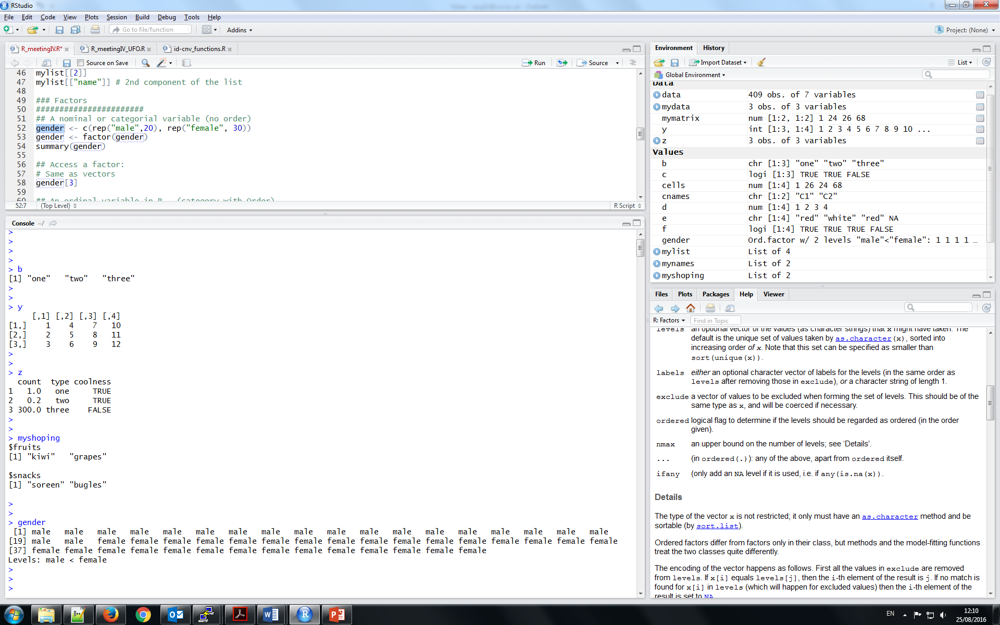 RStudio
File Edit Code View Plots Session Build Debug Tools Help
Go to file/function Addins Project: (None)
R_meetingIV.R* R_meetingIV_UFO.R id-cnv_functions.R
Source on Save Run Source
46 mylist[[2]]
47 mylist[["name"]] # 2nd component of the list
48
49 ### Factors
50 #######################
51 ## A nominal or categorial variable (no order)
52 gender <- c(rep("male",20), rep("female", 30))
53 gender <- factor(gender)
54 summary(gender)
55
56 ## Access a factor:
57 # Same as vectors
58 gender[3]
59
60 ## An ordinal variable in R (category with Order)
52:7 (Top Level) R Script
Console ~/
>
>
>
>
> b
[1] "one"   "two"   "three"
>
>
> y
     [,1] [,2] [,3] [,4]
[1,]    1    4    7   10
[2,]    2    5    8   11
[3,]    3    6    9   12
>
>
> z
  count  type coolness
1   1.0   one     TRUE
2   0.2   two     TRUE
3 300.0 three    FALSE
>
>
> myshoping
$fruits
[1] "kiwi"   "grapes"
$snacks
[1] "soreen" "bugles"
>
>
> gender
 [1] male   male   male   male   male   male   male   male   male   male   male   male   male   male   male   male   male   male
[19] male   male   female female female female female female female female female female female female female female female female
[37] female female female female female female female female female female female female female female
Levels: male < female
>
>
>
Environment History
Import Dataset List
Global Environment
Data
data 409 obs. of 7 variables
mydata 3 obs. of 3 variables
mymatrix num [1:2, 1:2] 1 24 26 68
y int [1:3, 1:4] 1 2 3 4 5 6 7 8 9 10 ...
z 3 obs. of 3 variables
Values
b chr [1:3] "one" "two" "three"
c logi [1:3] TRUE TRUE FALSE
cells num [1:4] 1 26 24 68
cnames chr [1:2] "C1" "C2"
d num [1:4] 1 2 3 4
e chr [1:4] "red" "white" "red" NA
f logi [1:4] TRUE TRUE TRUE FALSE
gender Ord.factor w/ 2 levels "male"<"female": 1 1 1 1 …
mylist List of 4
mynames List of 2
myshoping List of 2
Files Plots Packages Help Viewer
R: Factors Find in Topic
levels an optional vector of the values (as character strings) that x might have taken. The
default is the unique set of values taken by as.character(x), sorted into
increasing order of x. Note that this set can be specified as smaller than
sort(unique(x)).
labels either an optional character vector of labels for the levels (in the same order as
levels after removing those in exclude), or a character string of length 1.
exclude a vector of values to be excluded when forming the set of levels. This should be of the
same type as x, and will be coerced if necessary.
ordered logical flag to determine if the levels should be regarded as ordered (in the order
given).
nmax an upper bound on the number of levels; see ‘Details’.
... (in ordered(.)): any of the above, apart from ordered itself.
ifany (only add an NA level if it is used, i.e. if any(is.na(x)).
Details
The type of the vector x is not restricted; it only must have an as.character method and be
sortable (by sort.list).
Ordered factors differ from factors only in their class, but methods and the model-fitting functions
treat the two classes quite differently.
The encoding of the vector happens as follows. First all the values in exclude are removed
from levels. If x[i] equals levels[j], then the i-th element of the result is j. If no match is
found for x[i] in levels (which will happen for excluded values) then the i-th element of the
result is set to NA
EN 12:10
25/08/2016